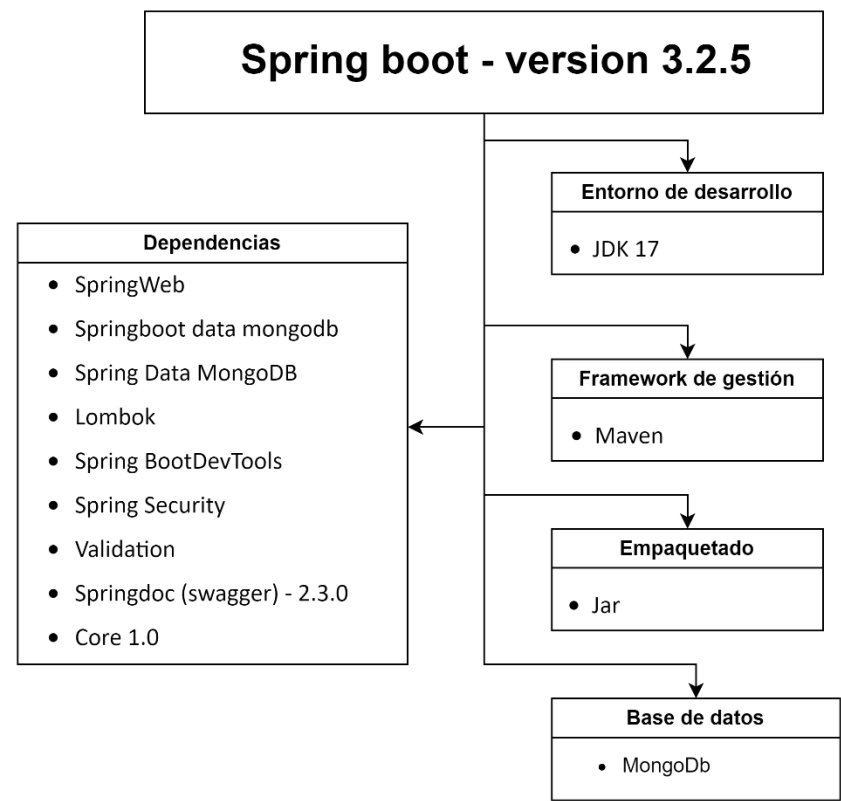 Spring boot - version 3.2.5
Entorno de desarrollo
• JDK 17
Dependencias
• SpringWeb
• Springboot data mongodb
• Spring Data MongoDB
• Lombok
• Spring BootDevTools
• Spring Security
• Validation
• Springdoc (swagger) - 2.3.0
• Core 1.0
Framework de gestión
• Maven
Empaquetado
• Jar
Base de datos
• MongoDb